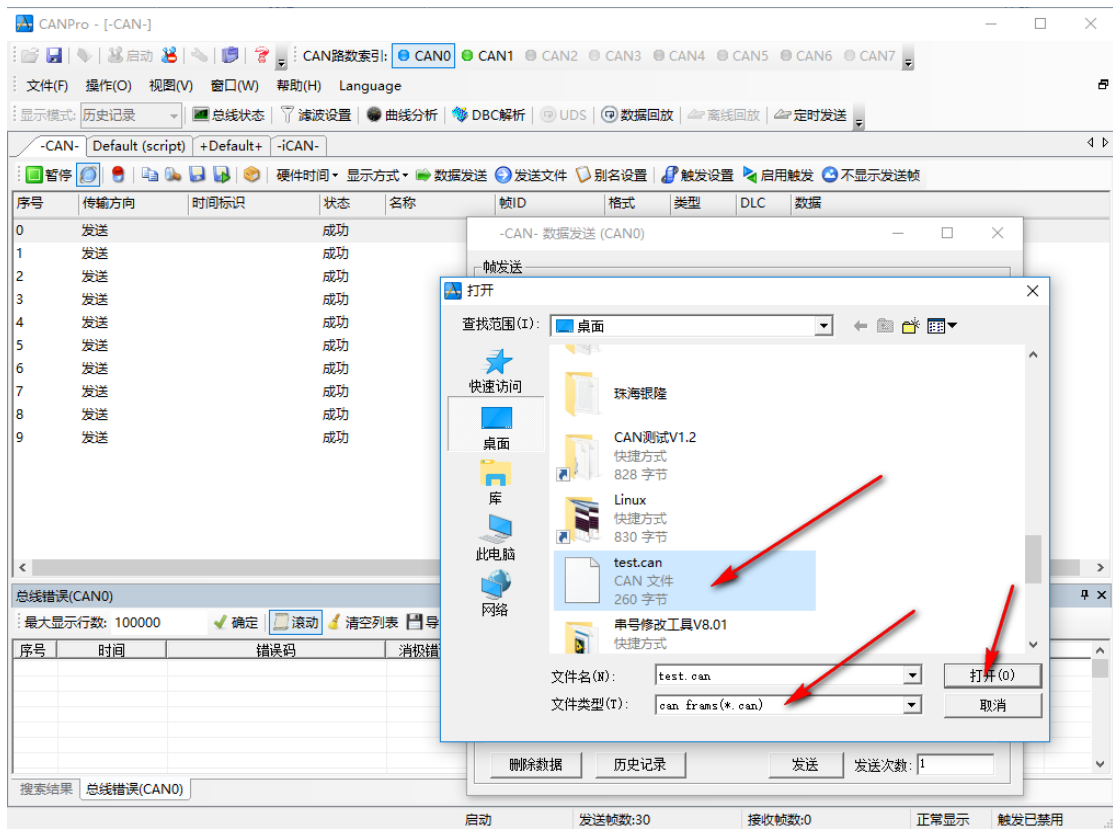 CANPro - [-CAN-]
启动 CAN路数索引: CAN0 CAN1 CAN2 CAN3 CAN4 CAN5 CAN6 CAN7
文件(F) 操作(O) 视图(V) 窗口(W) 帮助(H) Language
显示模式: 历史记录 总线状态 滤波设置 曲线分析 DBC解析 UDS 数据回放 离线回放 定时发送
-CAN- Default (script) +Default+ -iCAN-
暂停 硬件时间 显示方式 数据发送 发送文件 别名设置 触发设置 启用触发 不显示发送帧
序号 传输方向 时间标识 状态 名称 帧ID 格式 类型 DLC 数据
0 发送 成功
1 发送 成功
2 发送 成功
3 发送 成功
4 发送 成功
5 发送 成功
6 发送 成功
7 发送 成功
8 发送 成功
9 发送 成功
-CAN- 数据发送 (CAN0)
帧发送
打开
查找范围(I): 桌面
快速访问
桌面
库
此电脑
网络
珠海银隆
CAN测试V1.2
快捷方式
828 字节
Linux
快捷方式
830 字节
test.can
CAN 文件
260 字节
串号修改工具V8.01
快捷方式
文件名(N): test.can 打开(O)
文件类型(T): can frams(*.can) 取消
总线错误(CAN0)
最大显示行数: 100000 确定 滚动 清空列表 导
序号 时间 错误码 消极错
删除数据 历史记录 发送 发送次数: 1
搜索结果 总线错误(CAN0)
启动 发送帧数:30 接收帧数:0 正常显示 触发已禁用